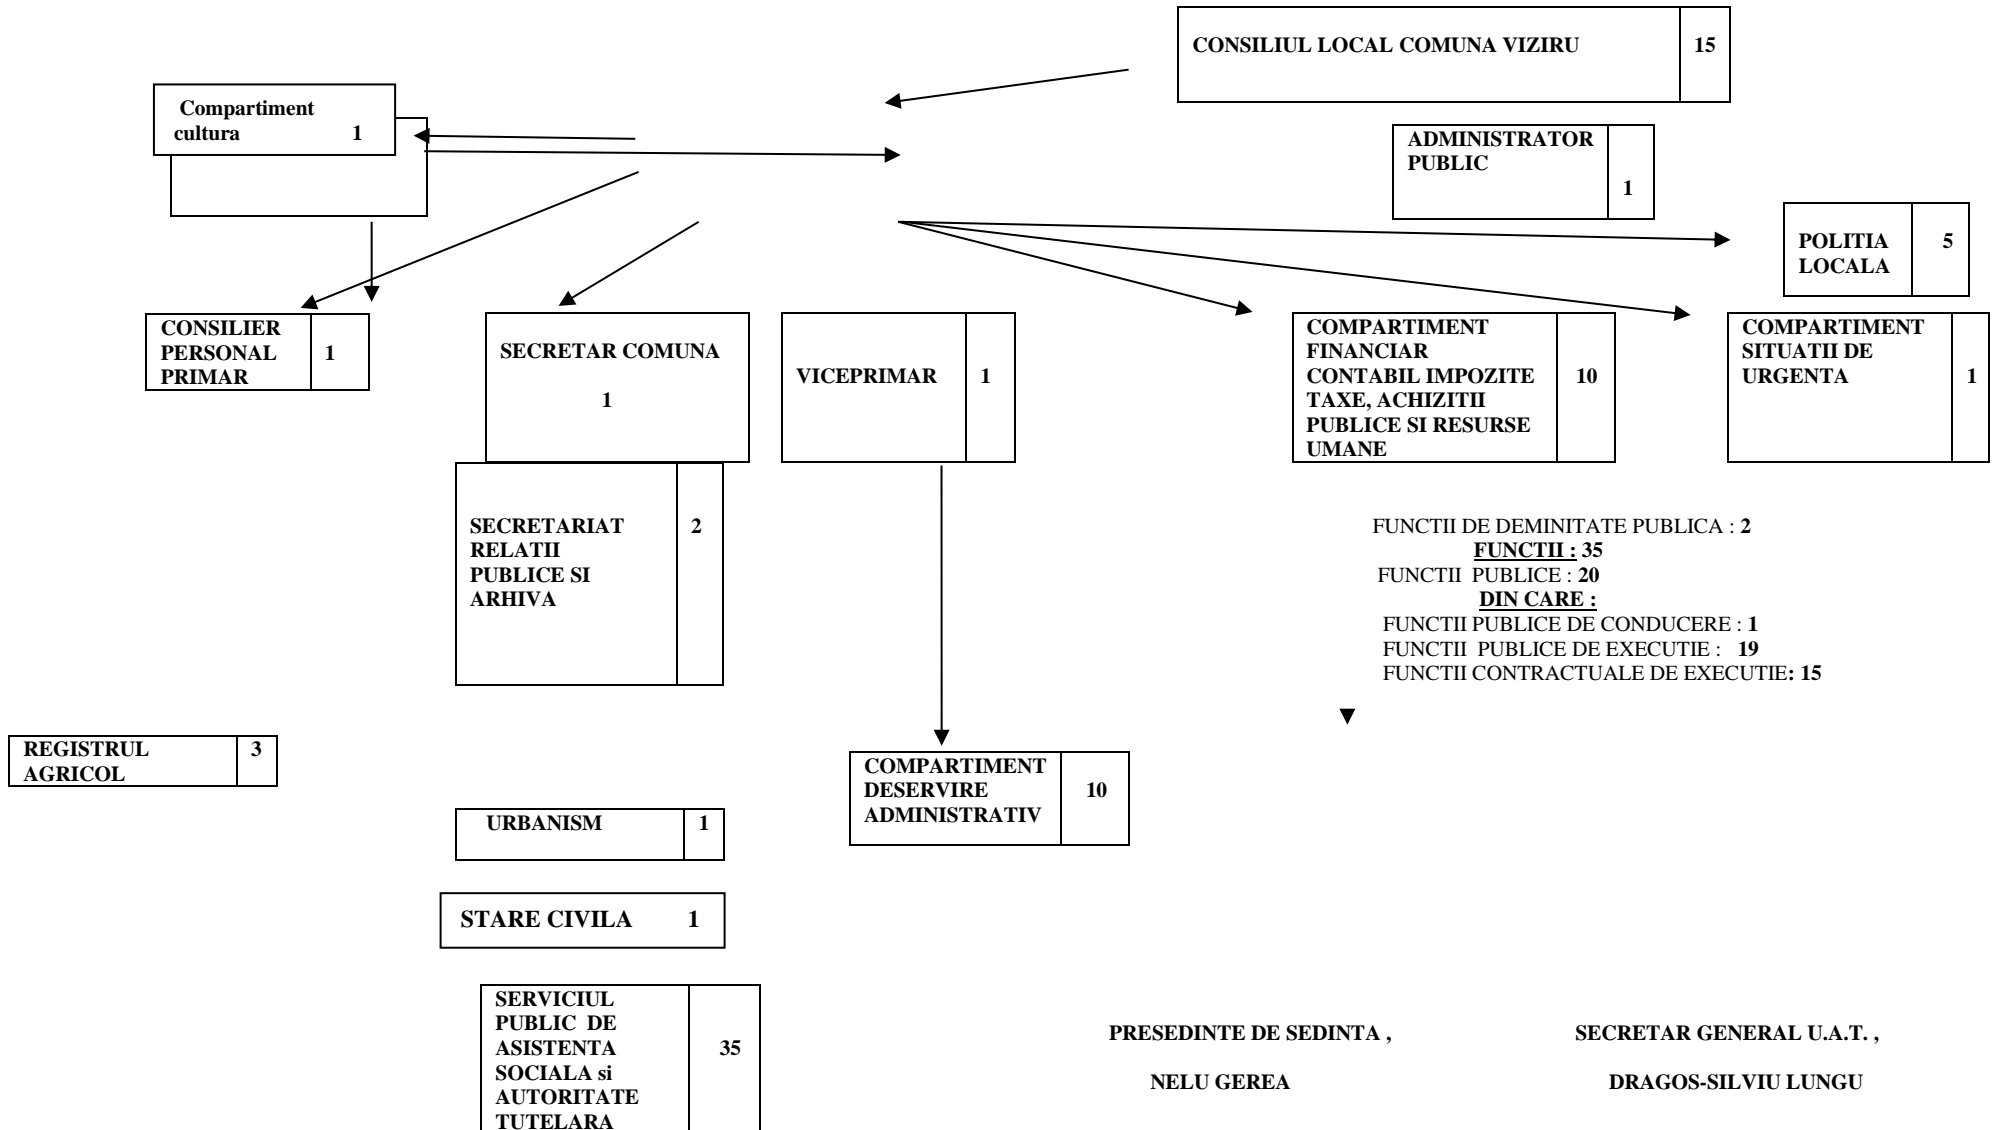 CONSILIUL LOCAL COMUNA VIZIRU 15
Compartiment
cultura 1
ADMINISTRATOR
PUBLIC
1
POLITIA 5
LOCALA
CONSILIER
PERSONAL 1
PRIMAR
SECRETAR COMUNA
1
VICEPRIMAR 1
COMPARTIMENT
FINANCIAR
CONTABIL IMPOZITE 10
TAXE, ACHIZITII
PUBLICE SI RESURSE
UMANE
COMPARTIMENT
SITUATII DE
URGENTA 1
SECRETARIAT 2
RELATII
PUBLICE SI
ARHIVA
FUNCTII DE DEMINITATE PUBLICA : 2
FUNCTII : 35
FUNCTII PUBLICE : 20
DIN CARE :
FUNCTII PUBLICE DE CONDUCERE : 1
FUNCTII PUBLICE DE EXECUTIE : 19
FUNCTII CONTRACTUALE DE EXECUTIE: 15
REGISTRUL 3
AGRICOL
COMPARTIMENT
DESERVIRE 10
ADMINISTRATIV
URBANISM 1
STARE CIVILA 1
SERVICIUL
PUBLIC DE
ASISTENTA 35
SOCIALA si
AUTORITATE
TUTELARA
PRESEDINTE DE SEDINTA ,
NELU GEREA
SECRETAR GENERAL U.A.T. ,
DRAGOS-SILVIU LUNGU